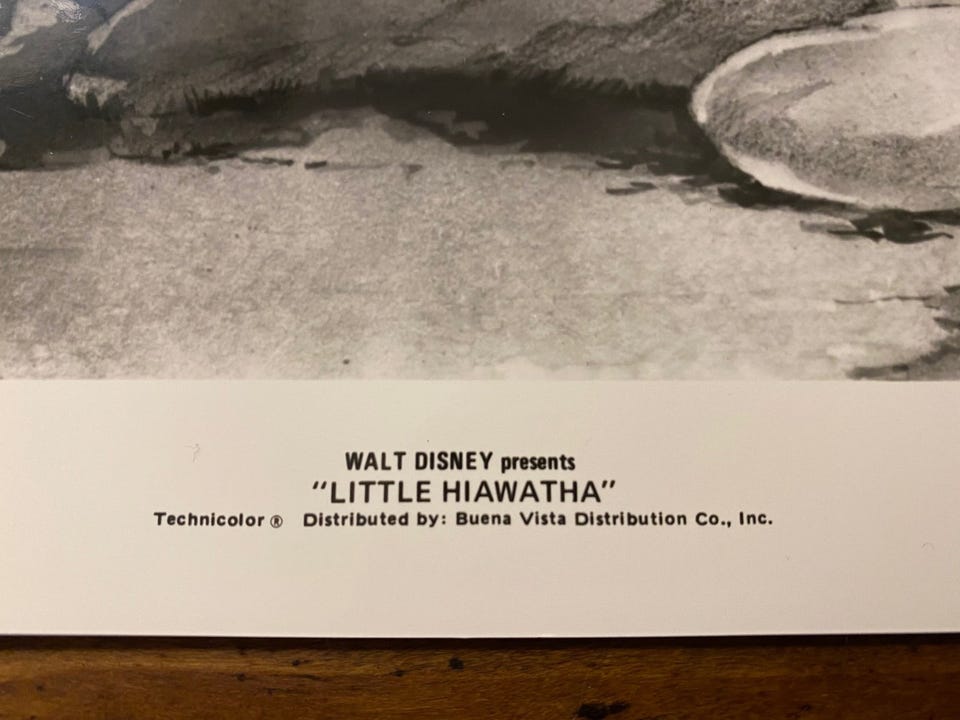 WALT DISNEY presents
"LITTLE HIAWATHA"
Technicolor ® Distributed by: Buena Vista Distribution Co., Inc.